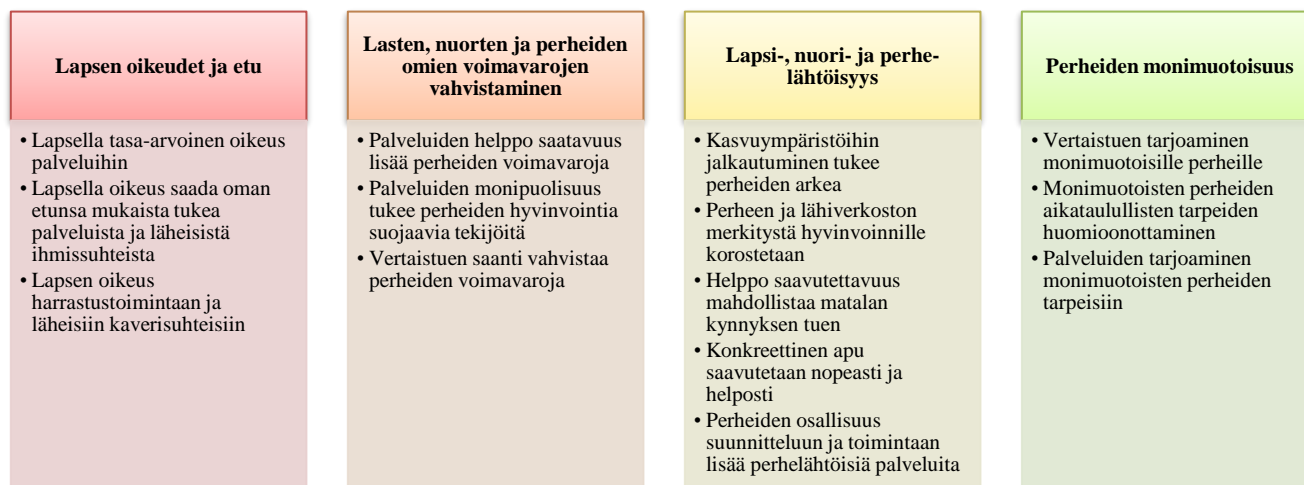 Lapsen oikeudet ja etu
• Lapsella tasa-arvoinen oikeus
palveluihin
• Lapsella oikeus saada oman
etunsa mukaista tukea
palveluista ja läheisistä
ihmissuhteista
• Lapsen oikeus
harrastustoimintaan ja
läheisiin kaverisuhteisiin
Lasten, nuorten ja perheiden
omien voimavarojen
vahvistaminen
• Palveluiden helppo saatavuus
lisää perheiden voimavaroja
• Palveluiden monipuolisuus
tukee perheiden hyvinvointia
suojaavia tekijöitä
• Vertaistuen saanti vahvistaa
perheiden voimavaroja
Lapsi-, nuori- ja perhe-
lähtöisyys
• Kasvuympäristöihin
jalkautuminen tukee
perheiden arkea
• Perheen ja lähiverkoston
merkitystä hyvinvoinnille
korostetaan
• Helppo saavutettavuus
mahdollistaa matalan
kynnyksen tuen
• Konkreettinen apu
saavutetaan nopeasti ja
helposti
• Perheiden osallisuus
suunnitteluun ja toimintaan
lisää perhelähtöisiä palveluita
Perheiden monimuotoisuus
• Vertaistuen tarjoaminen
monimuotoisille perheille
• Monimuotoisten perheiden
aikataulullisten tarpeiden
huomioonottaminen
• Palveluiden tarjoaminen
monimuotoisten perheiden
tarpeisiin